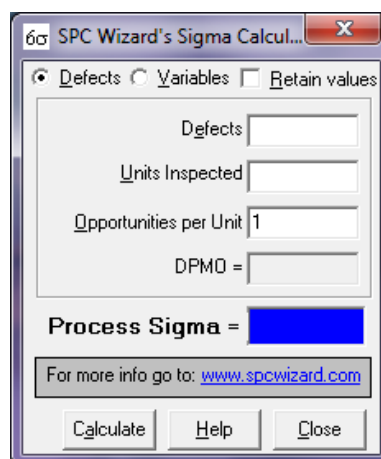 6σ SPC Wizard's Sigma Calcul... X
Defects Variables Retain values
Defects
Units Inspected
Opportunities per Unit 1
DPMO =
Process Sigma =
For more info go to: www.spcwizard.com
Calculate Help Close